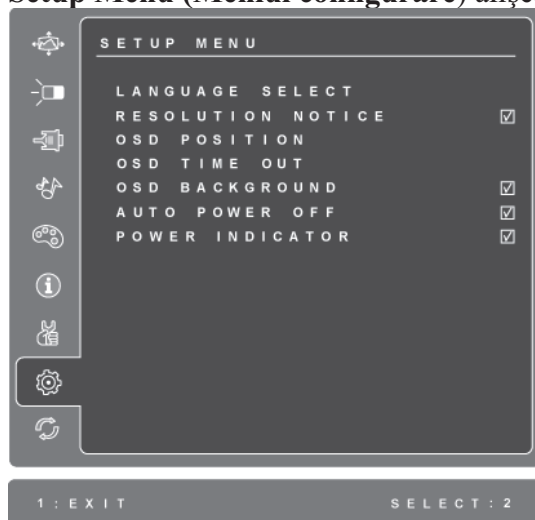 Setup Menu (Meniul configurare) afişe
SETUP MENU
LANGUAGE SELECT
RESOLUTION NOTICE ☑
OSD POSITION
OSD TIME OUT
OSD BACKGROUND ☑
AUTO POWER OFF ☑
POWER INDICATOR ☑
1:EXIT SELECT:2